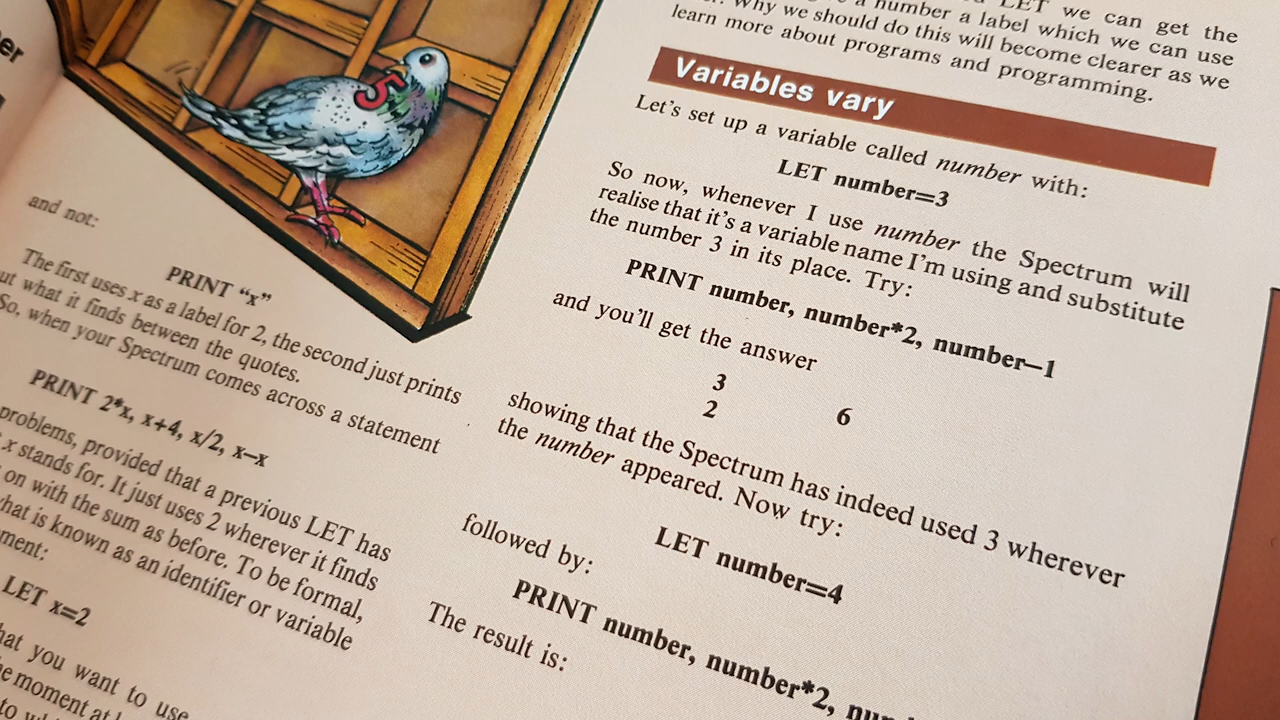 er
5
and not:
PRINT "x"
The first uses x as a label for 2, the second just prints
ut what it finds between the quotes.
So, when your Spectrum comes across a statement
PRINT 2*x, x+4, x/2, x–x
problems, provided that a previous LET has
x stands for. It just uses 2 wherever it finds
on with the sum as before. To be formal,
hat is known as an identifier or variable
ment:
LET x=2
hat you want to use
he moment at
LET we can get the
a number a label which we can use
Why we should do this will become clearer as we
learn more about programs and programming.
Variables vary
Let's set up a variable called number with:
LET number=3
So now, whenever I use number the Spectrum will
realise that it's a variable name I'm using and substitute
the number 3 in its place. Try:
PRINT number, number*2, number–1
and you'll get the answer
3 6
2
showing that the Spectrum has indeed used 3 wherever
the number appeared. Now try:
LET number=4
followed by:
PRINT number, number*2,
The result is: